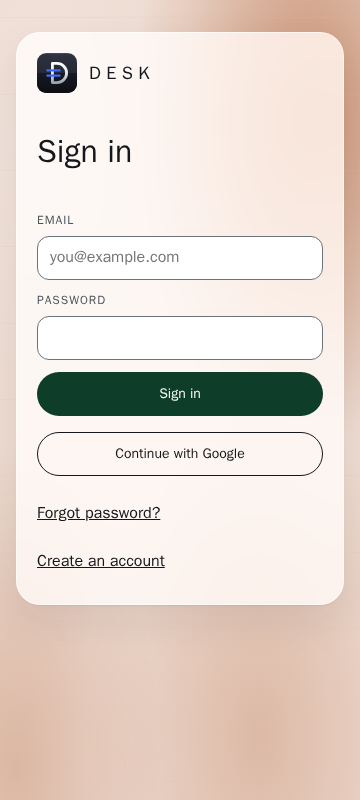 DESK
Sign in
EMAIL
you@example.com
PASSWORD
Sign in
Continue with Google
Forgot password?
Create an account